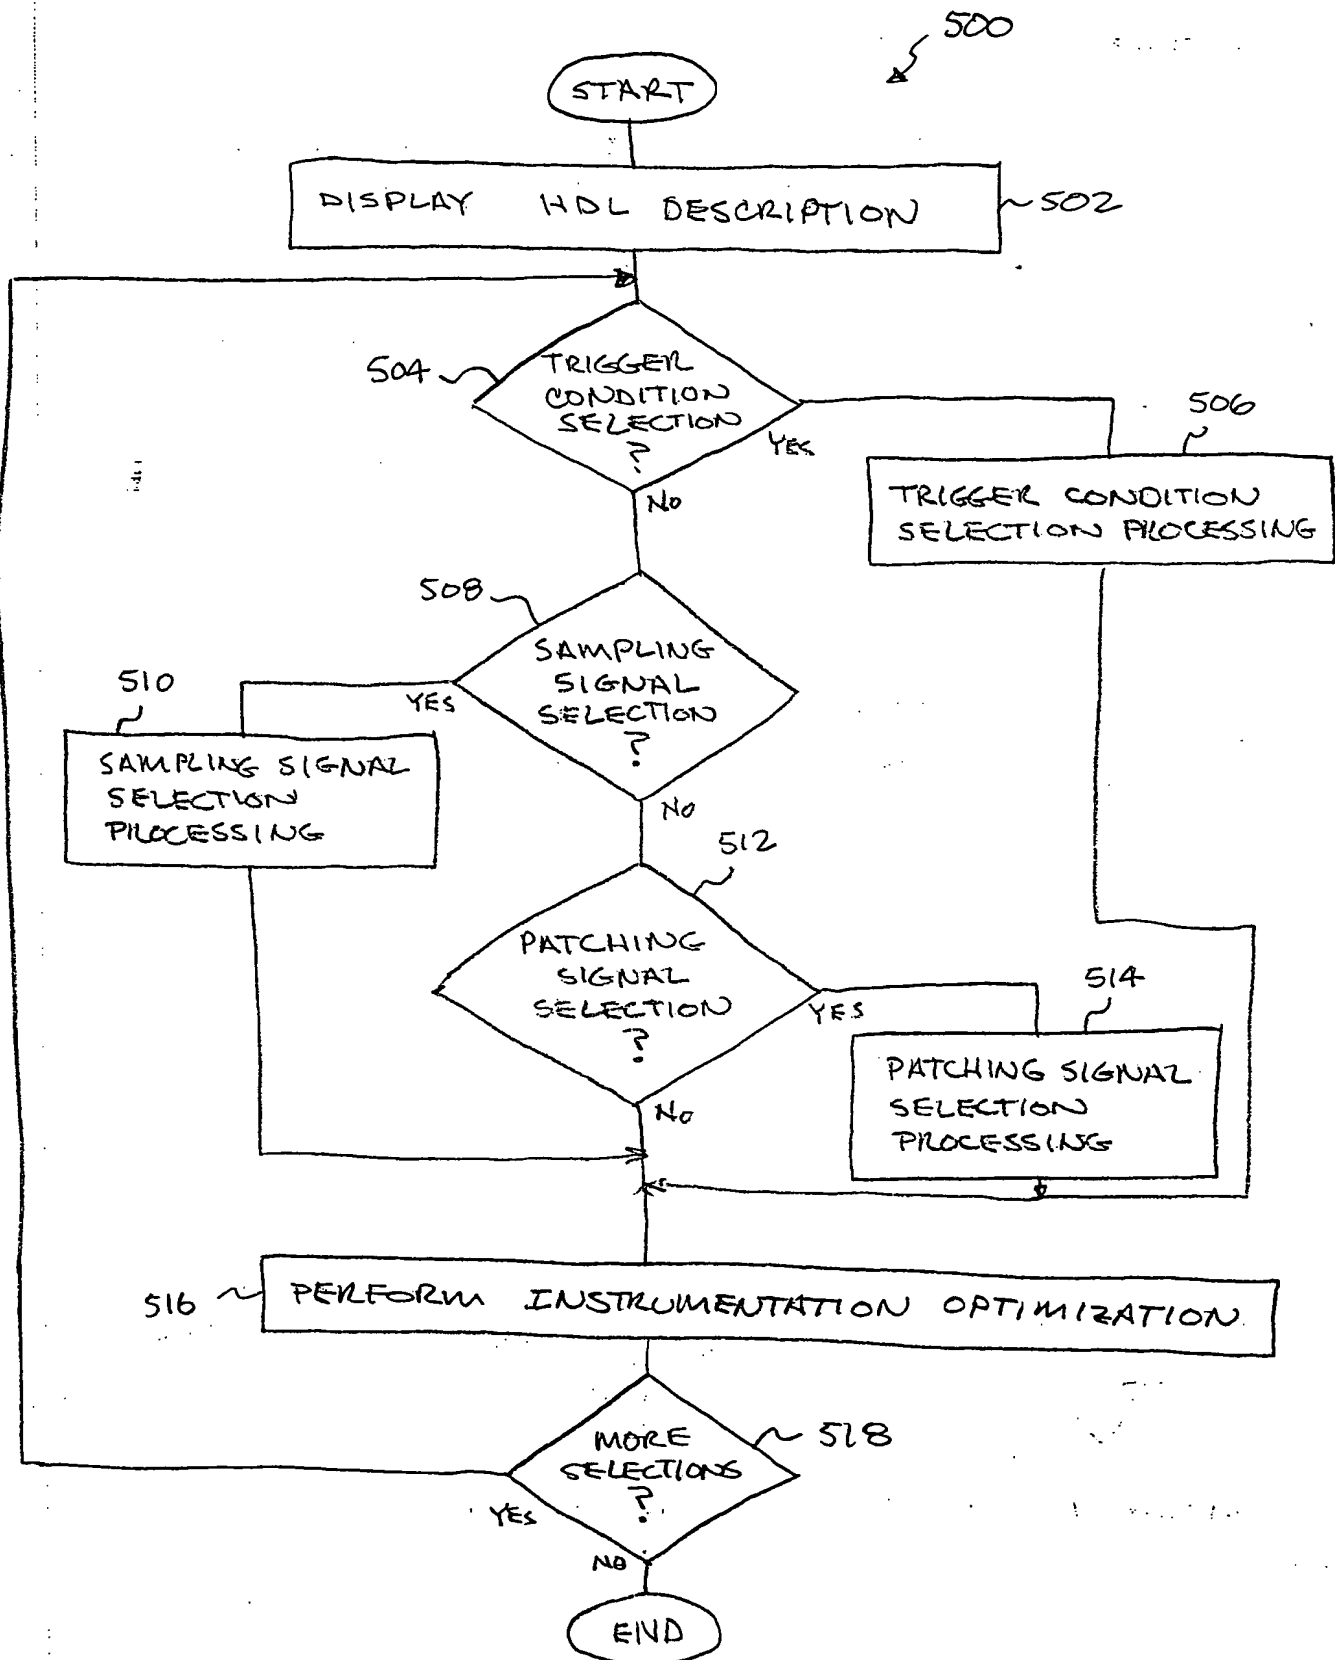 500
START
DISPLAY HDL DESCRIPTION
502
504
TRIGGER
CONDITION
SELECTION
?
YES
NO
506
TRIGGER CONDITION
SELECTION PROCESSING
508
SAMPLING
SIGNAL
SELECTION
?
YES
NO
510
SAMPLING SIGNAL
SELECTION
PROCESSING
512
PATCHING
SIGNAL
SELECTION
?
YES
NO
514
PATCHING SIGNAL
SELECTION
PROCESSING
516
PERFORM INSTRUMENTATION OPTIMIZATION
518
MORE
SELECTIONS
?
YES
NO
END